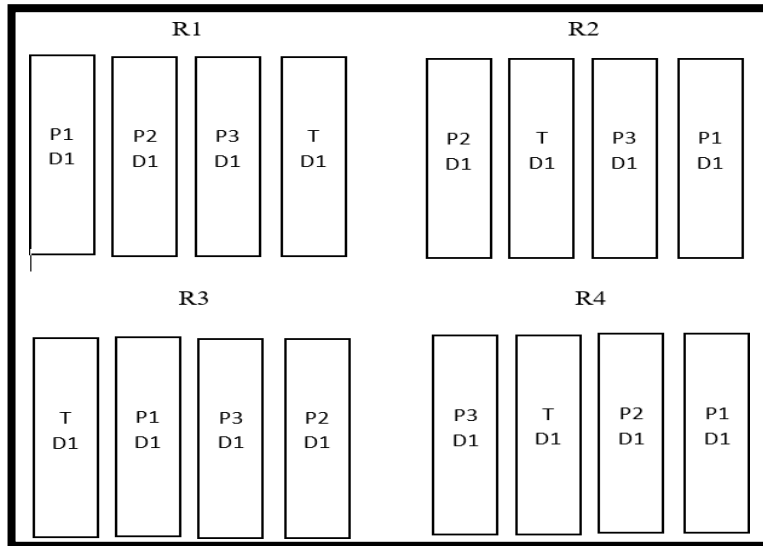 R1
R2
P1 P2 P3 T
D1 D1 D1 D1
P2 T P3 P1
D1 D1 D1 D1
R3
R4
T P1 P3 P2
D1 D1 D1 D1
P3 T P2 P1
D1 D1 D1 D1